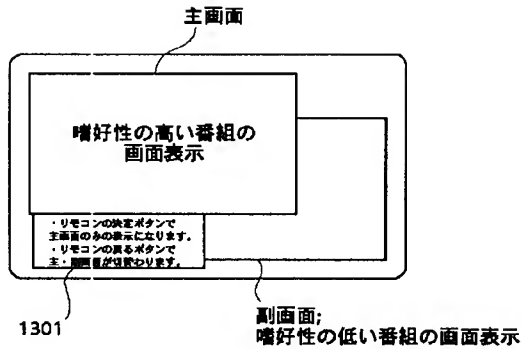 主画面
嗜好性の高い番組の
画面表示
・リモコンの決定ボタンで
主画面のみの表示になります。
・リモコンの戻るボタンで
主・副画面が切替わります。
1301
副画面;
嗜好性の低い番組の画面表示